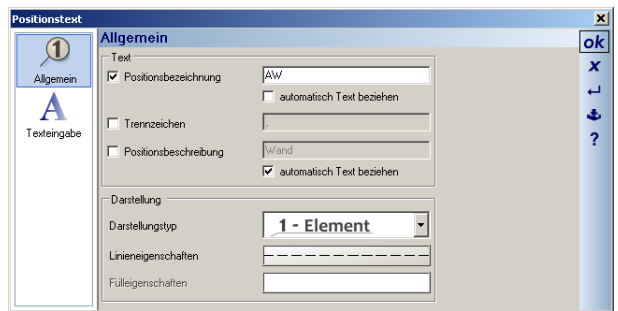 Positionstext
Allgemein
ok
1
Allgemein
Text
Positionsbezeichnung AW
x
automatisch Text beziehen
A
Texteingabe
Trennzeichen .
?
Positionsbeschreibung Wand
automatisch Text beziehen
Darstellung
Darstellungstyp 1 - Element
Linieneigenschaften
Fülleigenschaften